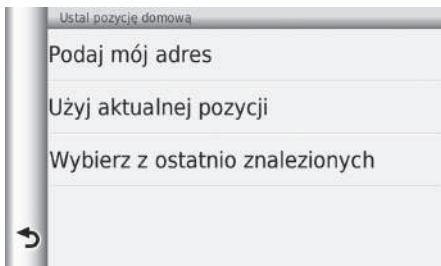 Ustal pozycję domową
Podaj mój adres
Użyj aktualnej pozycji
Wybierz z ostatnio znalezionych